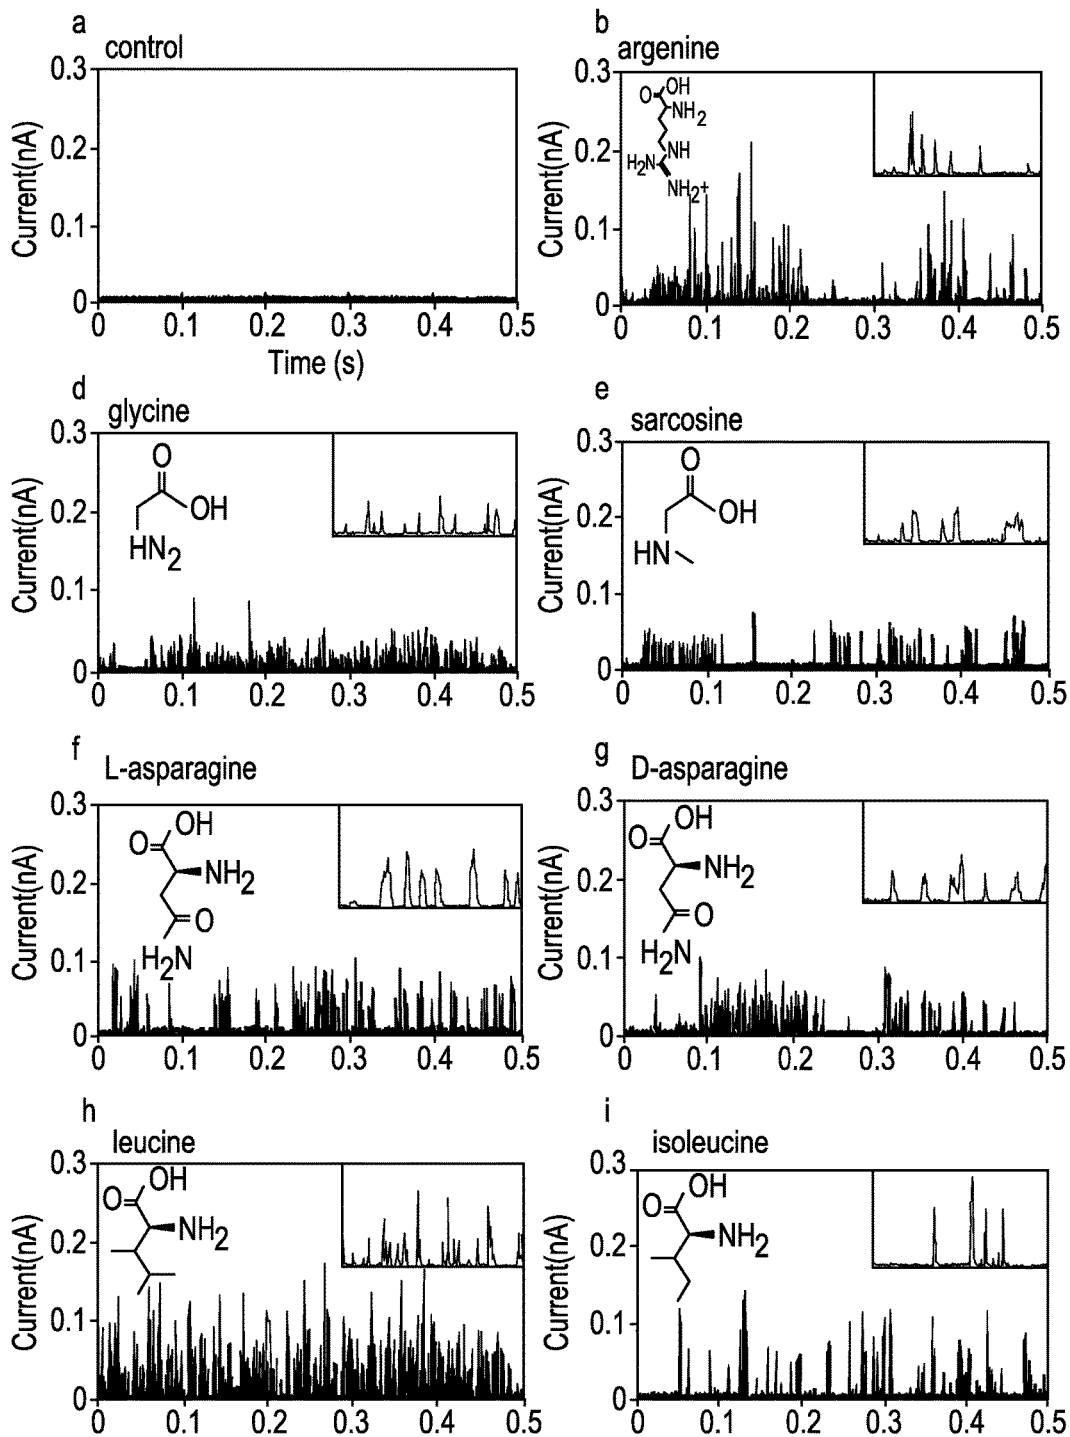 a
control
Current(nA)
0.3
0.2
0.1
0
0 0.1 0.2 0.3 0.4 0.5
Time (s)
b
argenine
Current(nA)
0.3
0.2
0.1
0
0 0.1 0.2 0.3 0.4 0.5
O OH
NH2
NH
H2N
NH2+
d
glycine
Current(nA)
0.3
0.2
0.1
0
0 0.1 0.2 0.3 0.4 0.5
O
OH
HN2
e
sarcosine
Current(nA)
0.3
0.2
0.1
0
0 0.1 0.2 0.3 0.4 0.5
O
OH
HN
f
L-asparagine
Current(nA)
0.3
0.2
0.1
0
0 0.1 0.2 0.3 0.4 0.5
OH
O
NH2
O
H2N
g
D-asparagine
Current(nA)
0.3
0.2
0.1
0
0 0.1 0.2 0.3 0.4 0.5
OH
O
NH2
O
H2N
h
leucine
Current(nA)
0.3
0.2
0.1
0
0 0.1 0.2 0.3 0.4 0.5
OH
O
NH2
i
isoleucine
Current(nA)
0.3
0.2
0.1
0
0 0.1 0.2 0.3 0.4 0.5
OH
O
NH2